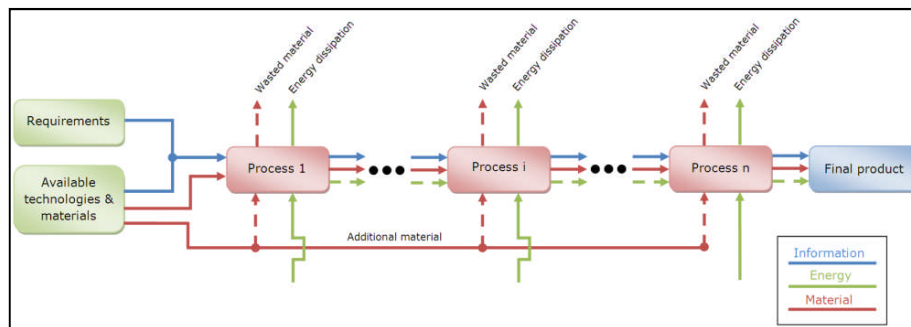 Wasted material
Energy dissipation
Wasted material
Energy dissipation
Wasted material
Energy dissipation
Requirements
Process 1
Process i
Process n
Final product
Available
technologies &
materials
Additional material
Information
Energy
Material